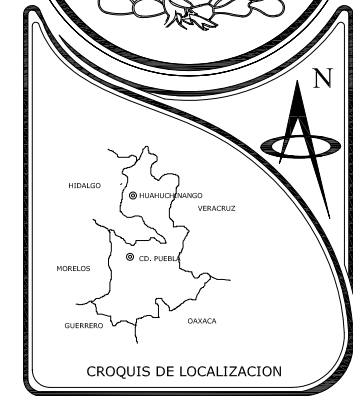 N
HIDALGO
HUAHUCHINANGO
VERACRUZ
CD. PUEBLA
MORELOS
OAXACA
GUERRERO
CROQUIS DE LOCALIZACION